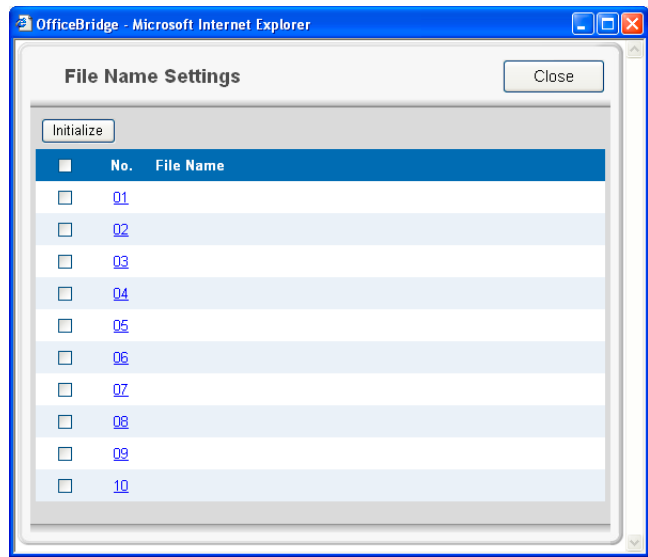 OfficeBridge - Microsoft Internet Explorer
File Name Settings
Close
Initialize
No. File Name
01
02
03
04
05
06
07
08
09
10